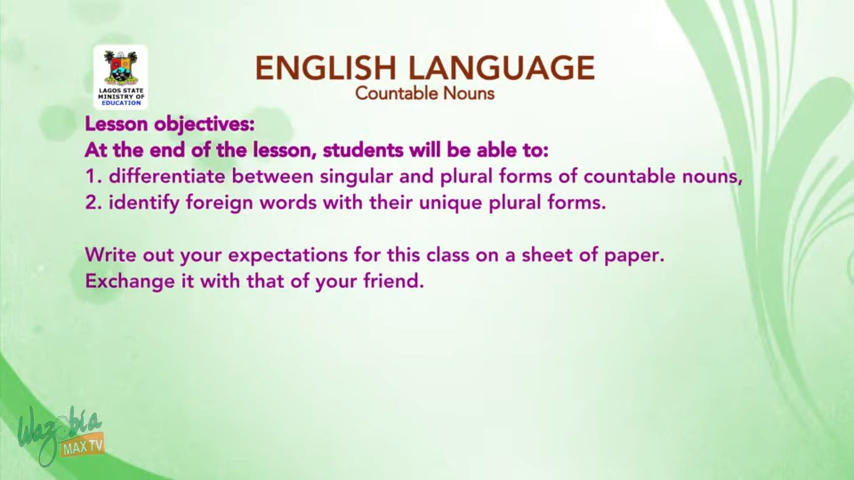 LAGOS STATE
MINISTRY OF
EDUCATION
ENGLISH LANGUAGE
Countable Nouns
Lesson objectives:
At the end of the lesson, students will be able to:
1. differentiate between singular and plural forms of countable nouns,
2. identify foreign words with their unique plural forms.
Write out your expectations for this class on a sheet of paper.
Exchange it with that of your friend.
Wazobia
MAX TV